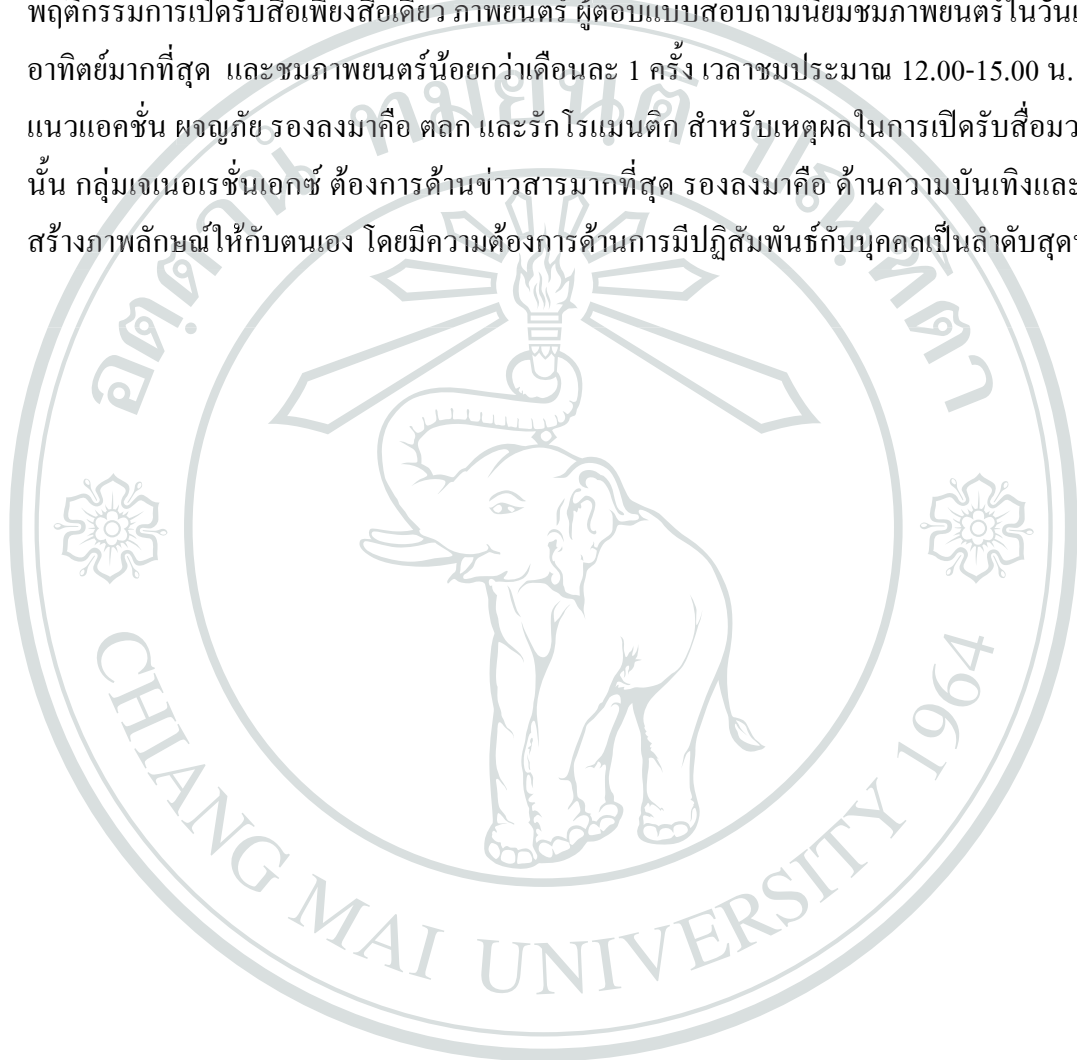 พฤติกรรมการเปิดรับสื่อเพียงสื่อเดียว ภาพยนตร์ ผู้ตอบแบบสอบถามนิยมชมภาพยนตร์ในวัน
อาทิตย์มากที่สุด และชมภาพยนตร์น้อยกว่าเดือนละ 1 ครั้ง เวลาชมประมาณ 12.00-15.00 น.
แนวแอคชั่น ผจญภัย รองลงมาคือ ตลก และรักโรแมนติก สำหรับเหตุผลในการเปิดรับสื่อ
นั้น กลุ่มเจเนอเรชั่นเอกซ์ ต้องการด้านข่าวสารมากที่สุด รองลงมาคือ ด้านความบันเทิงและ
สร้างภาพลักษณ์ให้กับตนเอง โดยมีความต้องการด้านการมีปฏิสัมพันธ์กับบุคคลเป็นลำดับ
อตฺตานํ ทมยนฺติ ปณฺฑิตา
CHIANG MAI UNIVERSITY 1964